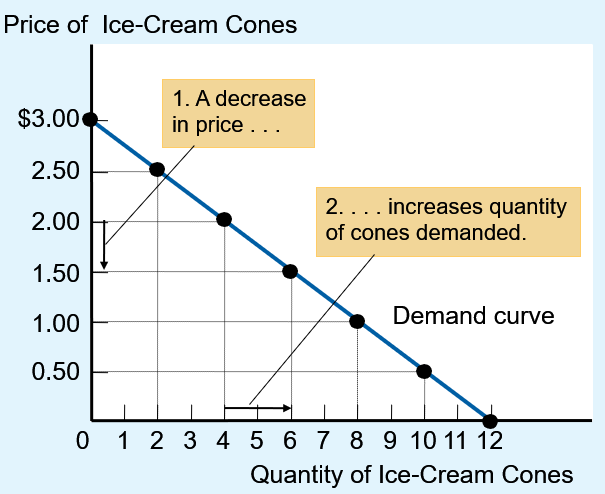 Price of Ice-Cream Cones
1. A decrease
in price . . .
$3.00
2.50
2.00
1.50
1.00
0.50
2. . . . increases quantity
of cones demanded.
Demand curve
0 1 2 3 4 5 6 7 8 9 10 11 12
Quantity of Ice-Cream Cones